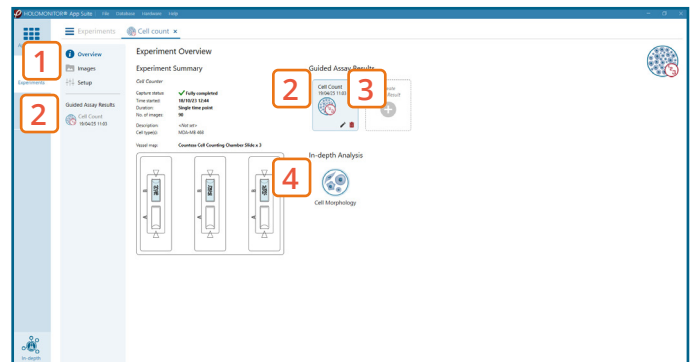 HOLOMONITOR® App Suite : File Database Hardware Help
Experiments Cell count ×
1
Experiments
2
Overview
Images
Setup
Guided Assay Results
Cell Count
19/04/25 11:03
Experiment Overview
Experiment Summary
Cell Counter
Capture status: Fully completed
Time started: 10/10/23 12:44
Duration: Single time point
No. of images: 90
Description: <Not set>
Cell type(s): MDA-MB 468
Vessel map: Countess Cell Counting Chamber Slide x 3
A A A
Guided Assay Results
2
Cell Count
19/04/25 11:03
3
Result
In-depth Analysis
4
Cell Morphology
In-depth